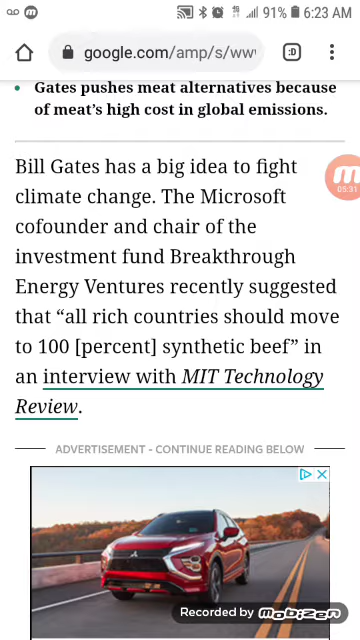 91% 6:23 AM
google.com/amp/s/ww
:D
• Gates pushes meat alternatives because
of meat's high cost in global emissions.
Bill Gates has a big idea to fight
climate change. The Microsoft
cofounder and chair of the
investment fund Breakthrough
Energy Ventures recently suggested
that “all rich countries should move
to 100 [percent] synthetic beef” in
an interview with MIT Technology
Review.
05:31
ADVERTISEMENT - CONTINUE READING BELOW
Recorded by mobizen